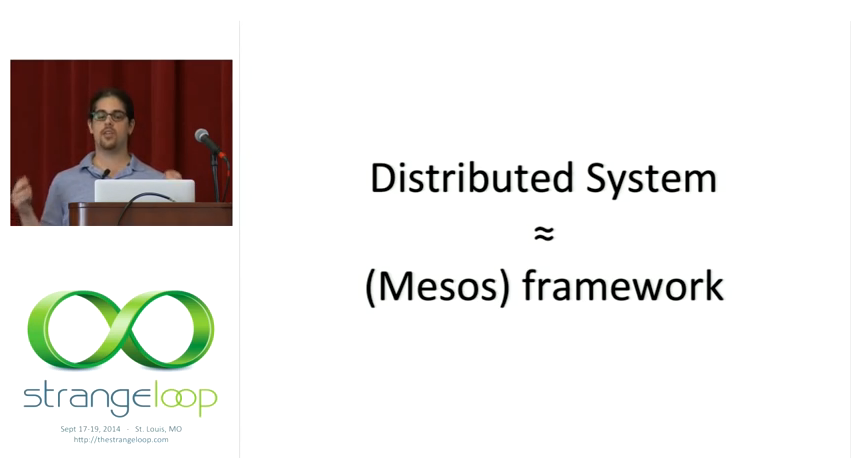 Distributed System
≈
(Mesos) framework
strangeloop
Sept 17-19, 2014 - St. Louis, MO
http://thestrangeloop.com